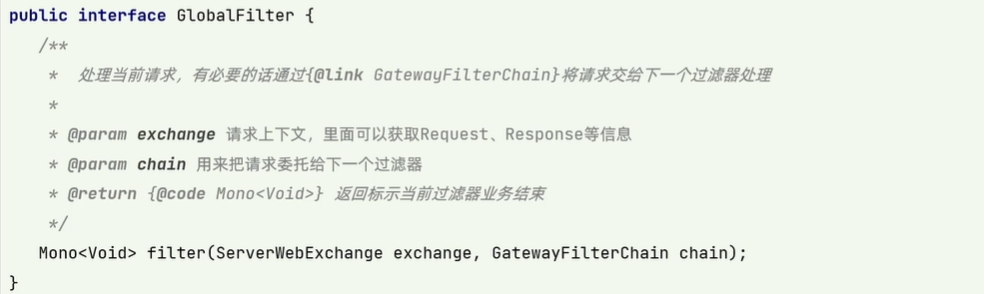 public interface GlobalFilter {
/**
* 处理当前请求，有必要的话通过{@link GatewayFilterChain}将请求交给下一个过滤器处理
*
* @param exchange 请求上下文，里面可以获取Request、Response等信息
* @param chain 用来把请求委托给下一个过滤器
* @return {@code Mono<Void>} 返回标示当前过滤器业务结束
*/
Mono<Void> filter(ServerWebExchange exchange, GatewayFilterChain chain);
}